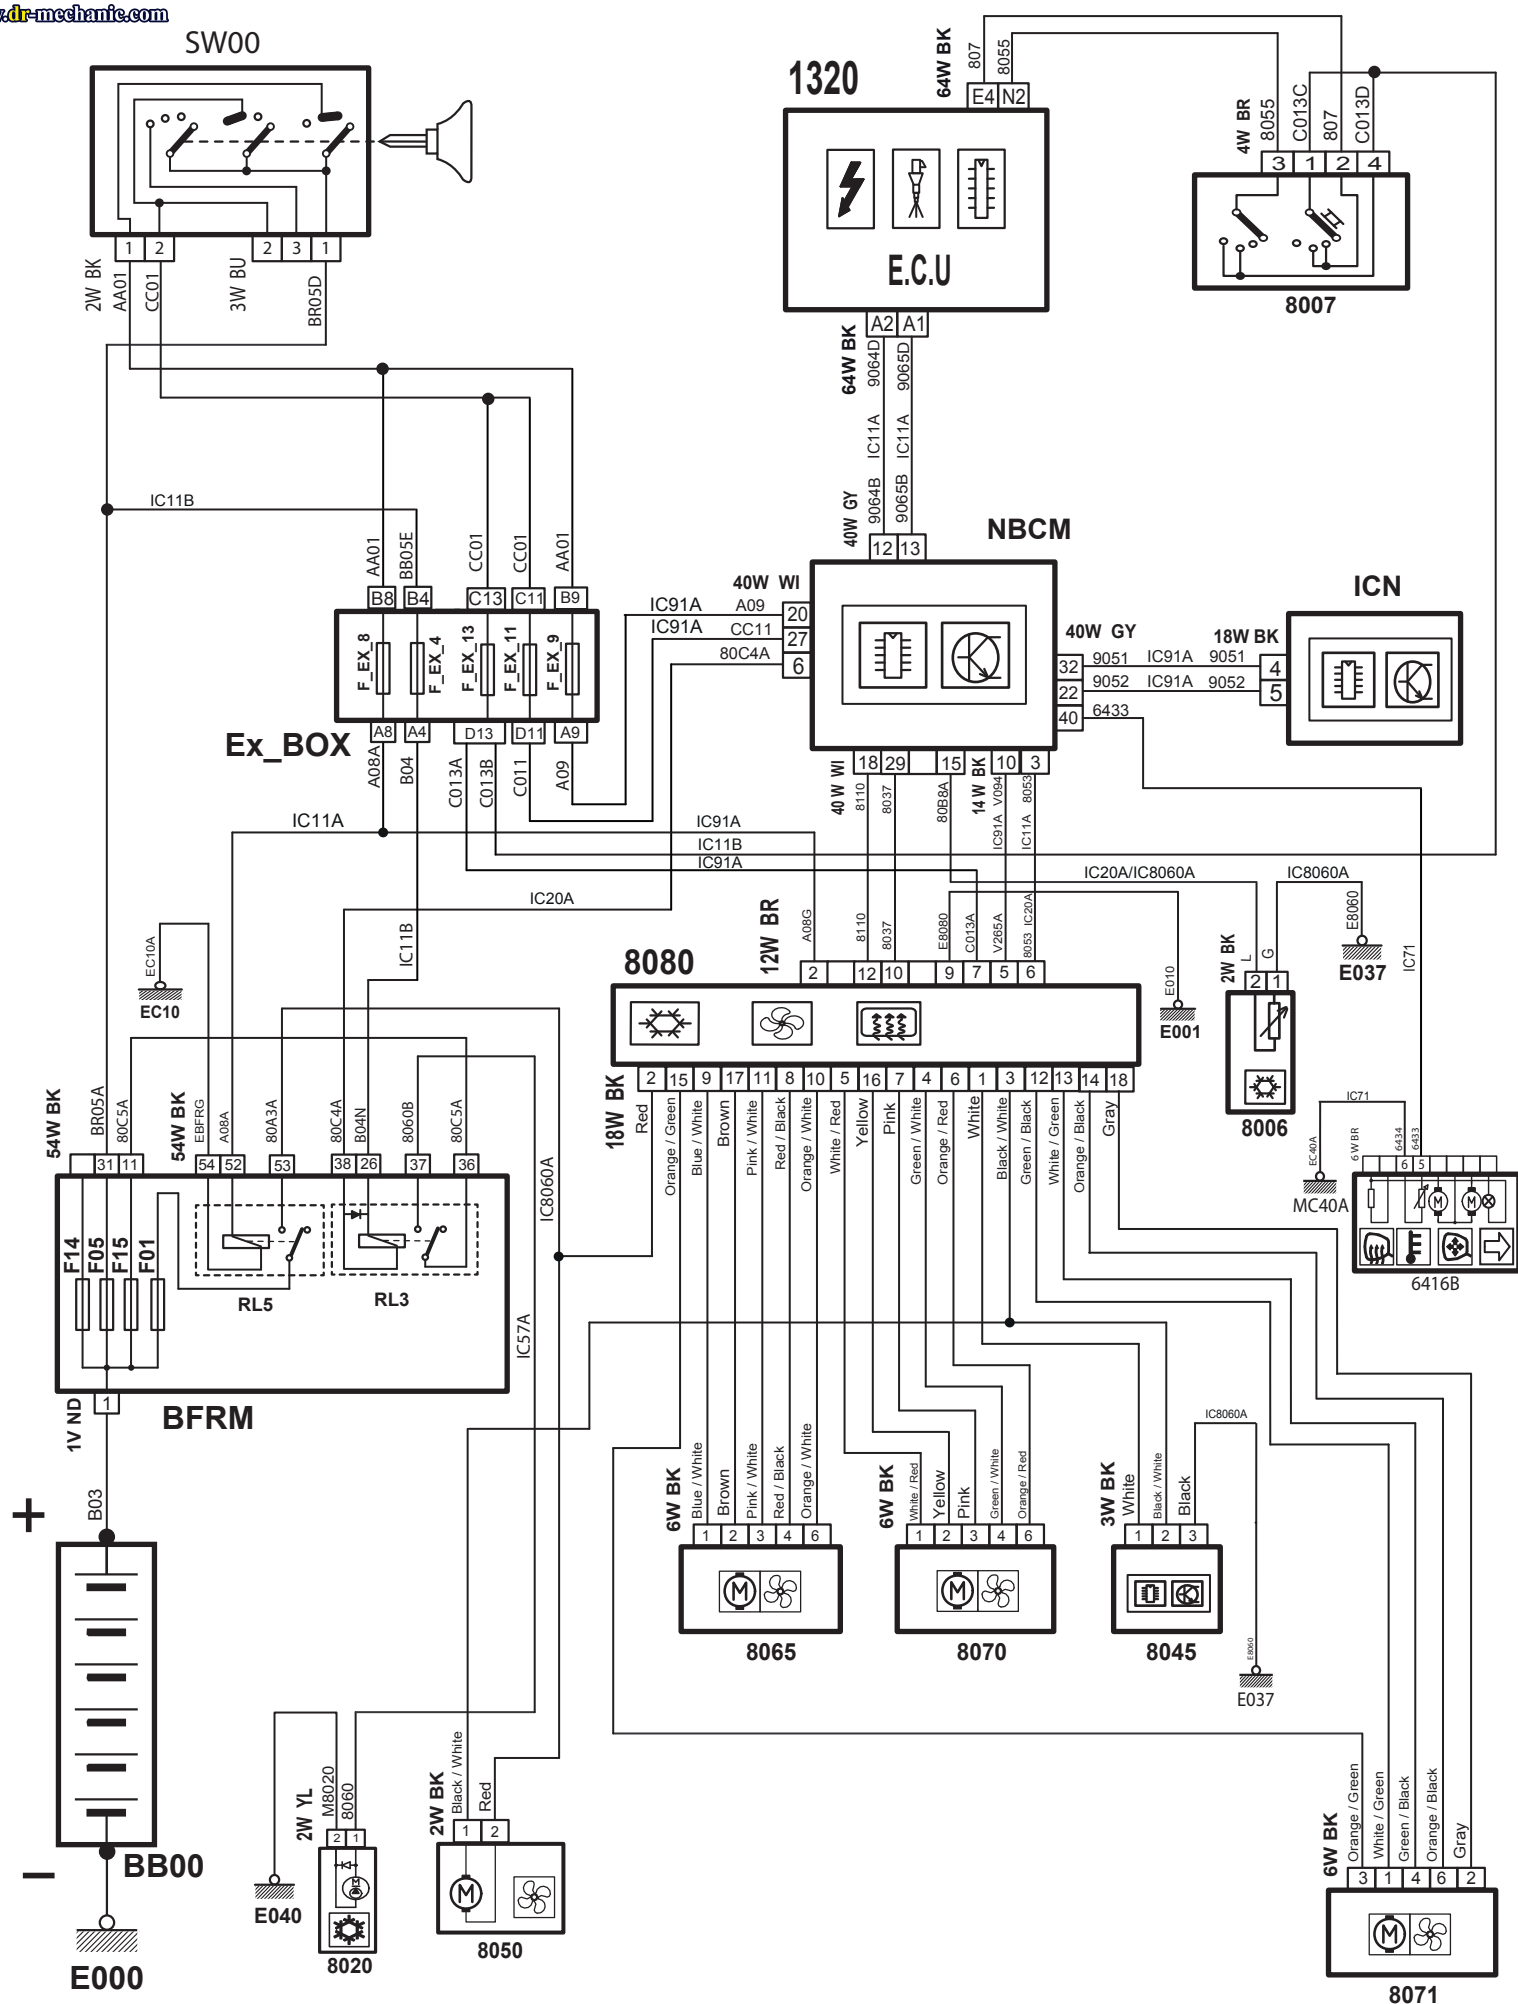 .dr-mechanic.com
SW00
1 2 2 3 1
2W BK
AA01
CC01
3W BU
BR05D
1320
64W BK
807
8055
E4 N2
E.C.U
A2 A1
64W BK
9064D
9065D
IC11A
IC11A
9064B
9065B
40W GY
12 13
4W BR
8055
C013C
807
C013D
3 1 2 4
8007
IC11B
AA01
BB05E
CC01
CC01
AA01
B8 B4 C13 C11 B9
F_EX_8
F_EX_4
F_EX_13
F_EX_11
F_EX_9
A8 A4 D13 D11 A9
Ex_BOX
A08A
B04
C013A
C013B
C011
A09
NBCM
40W WI
IC91A A09 20
IC91A CC11 27
80C4A 6
40W GY
32 9051 IC91A 9051 4
22 9052 IC91A 9052 5
40 6433
18W BK
ICN
18 29 15 10 3
40 W WI
8110
8037
80B8A
14 W BK
IC91A V094
IC11A 8053
IC11A
IC91A
IC11B
IC91A
IC20A
IC11B
IC20A/IC8060A
IC8060A
EC10A
EC10
8080
12W BR
A08G
8110
8037
E8080
C013A
V265A
8053 IC20A
2 12 10 9 7 5 6
E010
E001
2W BK
L
G
2 1
8006
E8060
E037
IC71
18W BK
2 15 9 17 11 8 10 5 16 7 4 6 1 3 12 13 14 18
Red
Orange / Green
Blue / White
Brown
Pink / White
Red / Black
Orange / White
White / Red
Yellow
Pink
Green / White
Orange / Red
White
Black / White
Green / Black
White / Green
Orange / Black
Gray
54W BK
BR05A
80C5A
54W BK
EBFRG
A08A
80A3A
80C4A
B04N
8060B
80C5A
31 11 54 52 53 38 26 37 36
F14
F05
F15
F01
RL5
RL3
1
1V ND
BFRM
IC8060A
IC57A
IC71
EC40A
MC40A
6 W BR
6434
6433
6 5
M
M
6416B
+
B03
BB00
−
E000
6W BK
Blue / White
Brown
Pink / White
Red / Black
Orange / White
1 2 3 4 6
M
8065
6W BK
White / Red
Yellow
Pink
Green / White
Orange / Red
1 2 3 4 6
M
8070
3W BK
White
Black / White
Black
1 2 3
8045
IC8060A
E8060
E037
E040
2W YL
M8020
8060
2 1
M
8020
2W BK
Black / White
Red
1 2
M
8050
6W BK
Orange / Green
White / Green
Green / Black
Orange / Black
Gray
3 1 4 6 2
M
8071